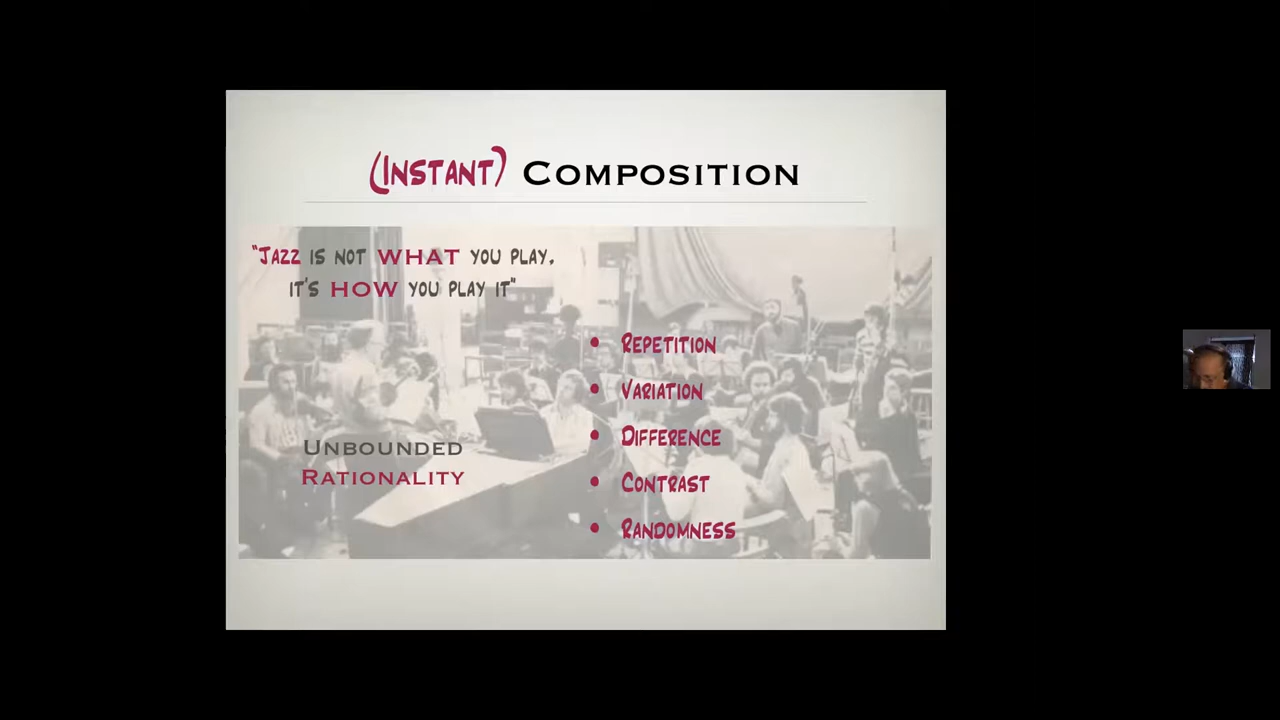 (Instant) Composition
"Jazz is not WHAT you play,
it's HOW you play it"
• Repetition
• Variation
• Difference
• Contrast
• Randomness
Unbounded
Rationality